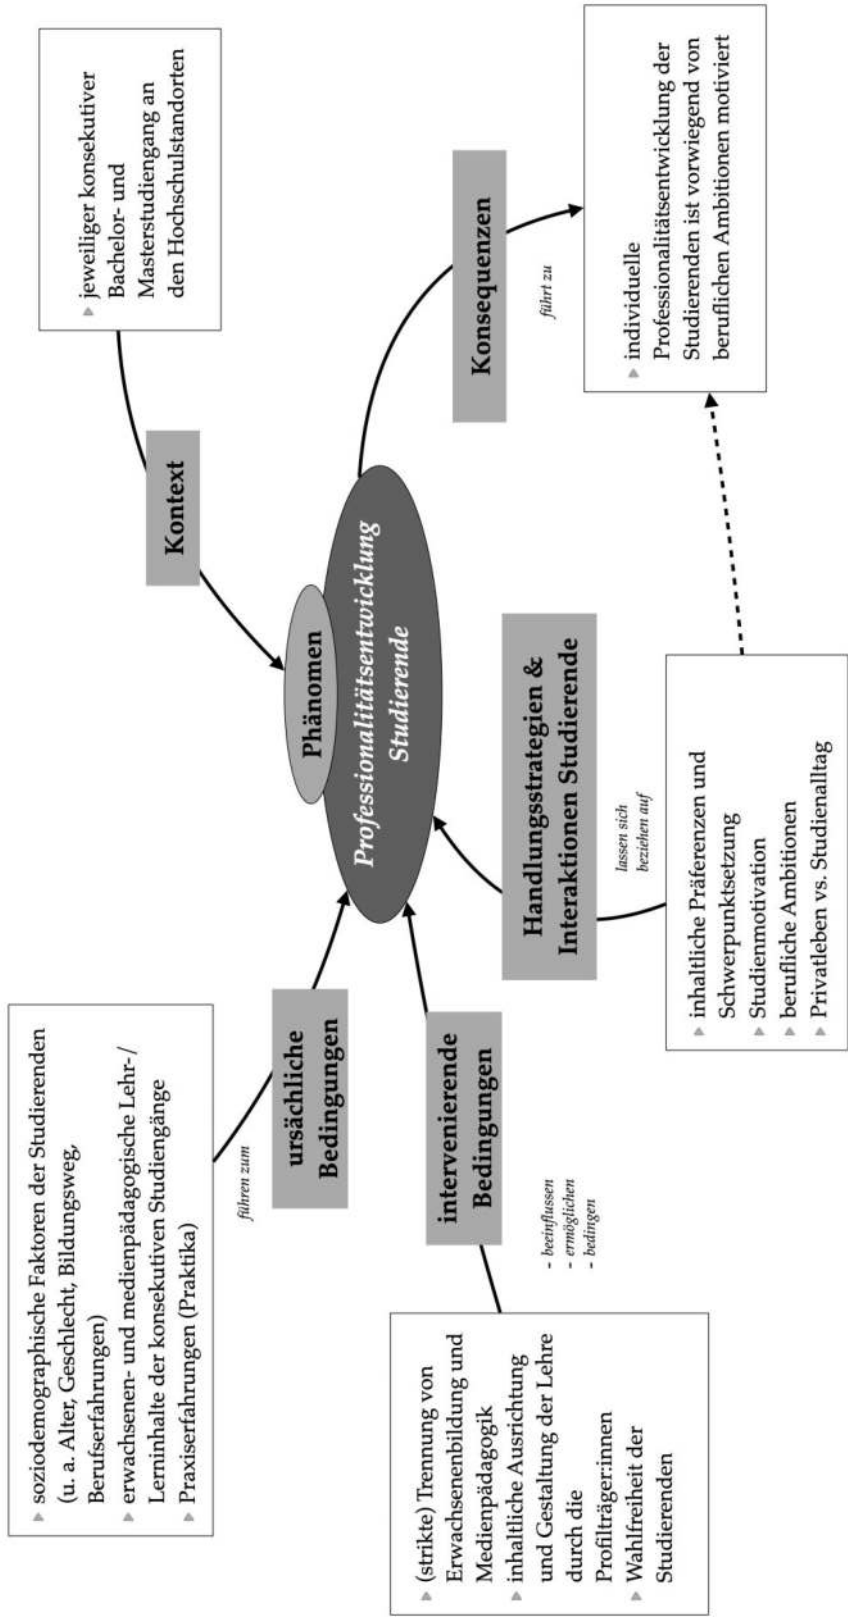 soziodemographische Faktoren der Studierenden
(u. a. Alter, Geschlecht, Bildungsweg,
Berufserfahrungen)
erwachsenen- und medienpädagogische Lehr-/
Lerninhalte der konsekutiven Studiengänge
Praxiserfahrungen (Praktika)
führen zum
ursächliche
Bedingungen
jeweiliger konsekutiver
Bachelor- und
Masterstudiengang an
den Hochschulstandorten
Kontext
Phänomen
Professionalitätsentwicklung
Studierende
(strikte) Trennung von
Erwachsenenbildung und
Medienpädagogik
inhaltliche Ausrichtung
und Gestaltung der Lehre
durch die
Profilträger:innen
Wahlfreiheit der
Studierenden
- beeinflussen
- ermöglichen
- bedingen
intervenierende
Bedingungen
Handlungsstrategien &
Interaktionen Studierende
lassen sich
beziehen auf
inhaltliche Präferenzen und
Schwerpunktsetzung
Studienmotivation
berufliche Ambitionen
Privatleben vs. Studienalltag
Konsequenzen
führt zu
individuelle
Professionalitätsentwicklung der
Studierenden ist vorwiegend von
beruflichen Ambitionen motiviert